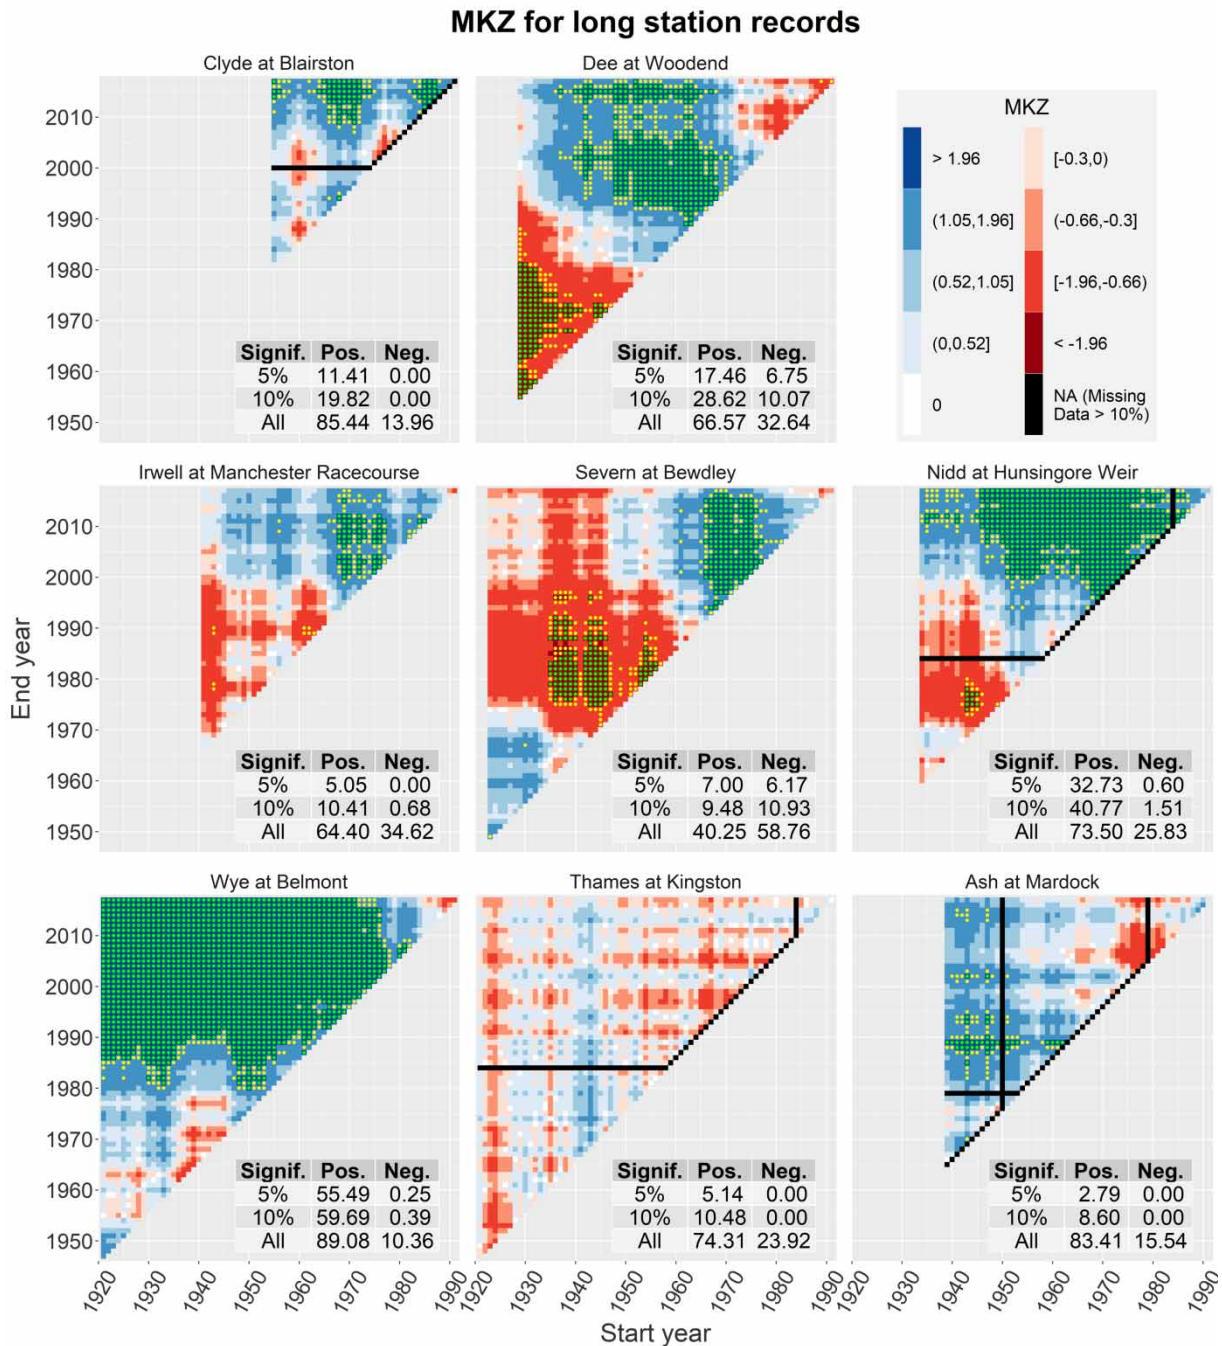 MKZ for long station records
Clyde at Blairston
Dee at Woodend
2010
2000
1990
1980
1970
1960
1950
Signif. Pos. Neg.
5% 11.41 0.00
10% 19.82 0.00
All 85.44 13.96
Signif. Pos. Neg.
5% 17.46 6.75
10% 28.62 10.07
All 66.57 32.64
MKZ
> 1.96
(1.05,1.96]
(0.52,1.05]
(0,0.52]
0
[-0.3,0)
(-0.66,-0.3]
[-1.96,-0.66)
< -1.96
NA (Missing
Data > 10%)
Irwell at Manchester Racecourse
Severn at Bewdley
Nidd at Hunsingore Weir
End year
2010
2000
1990
1980
1970
1960
1950
Signif. Pos. Neg.
5% 5.05 0.00
10% 10.41 0.68
All 64.40 34.62
Signif. Pos. Neg.
5% 7.00 6.17
10% 9.48 10.93
All 40.25 58.76
Signif. Pos. Neg.
5% 32.73 0.60
10% 40.77 1.51
All 73.50 25.83
Wye at Belmont
Thames at Kingston
Ash at Mardock
2010
2000
1990
1980
1970
1960
1950
Signif. Pos. Neg.
5% 55.49 0.25
10% 59.69 0.39
All 89.08 10.36
Signif. Pos. Neg.
5% 5.14 0.00
10% 10.48 0.00
All 74.31 23.92
Signif. Pos. Neg.
5% 2.79 0.00
10% 8.60 0.00
All 83.41 15.54
1920 1930 1940 1950 1960 1970 1980 1990
1920 1930 1940 1950 1960 1970 1980 1990
1920 1930 1940 1950 1960 1970 1980 1990
Start year